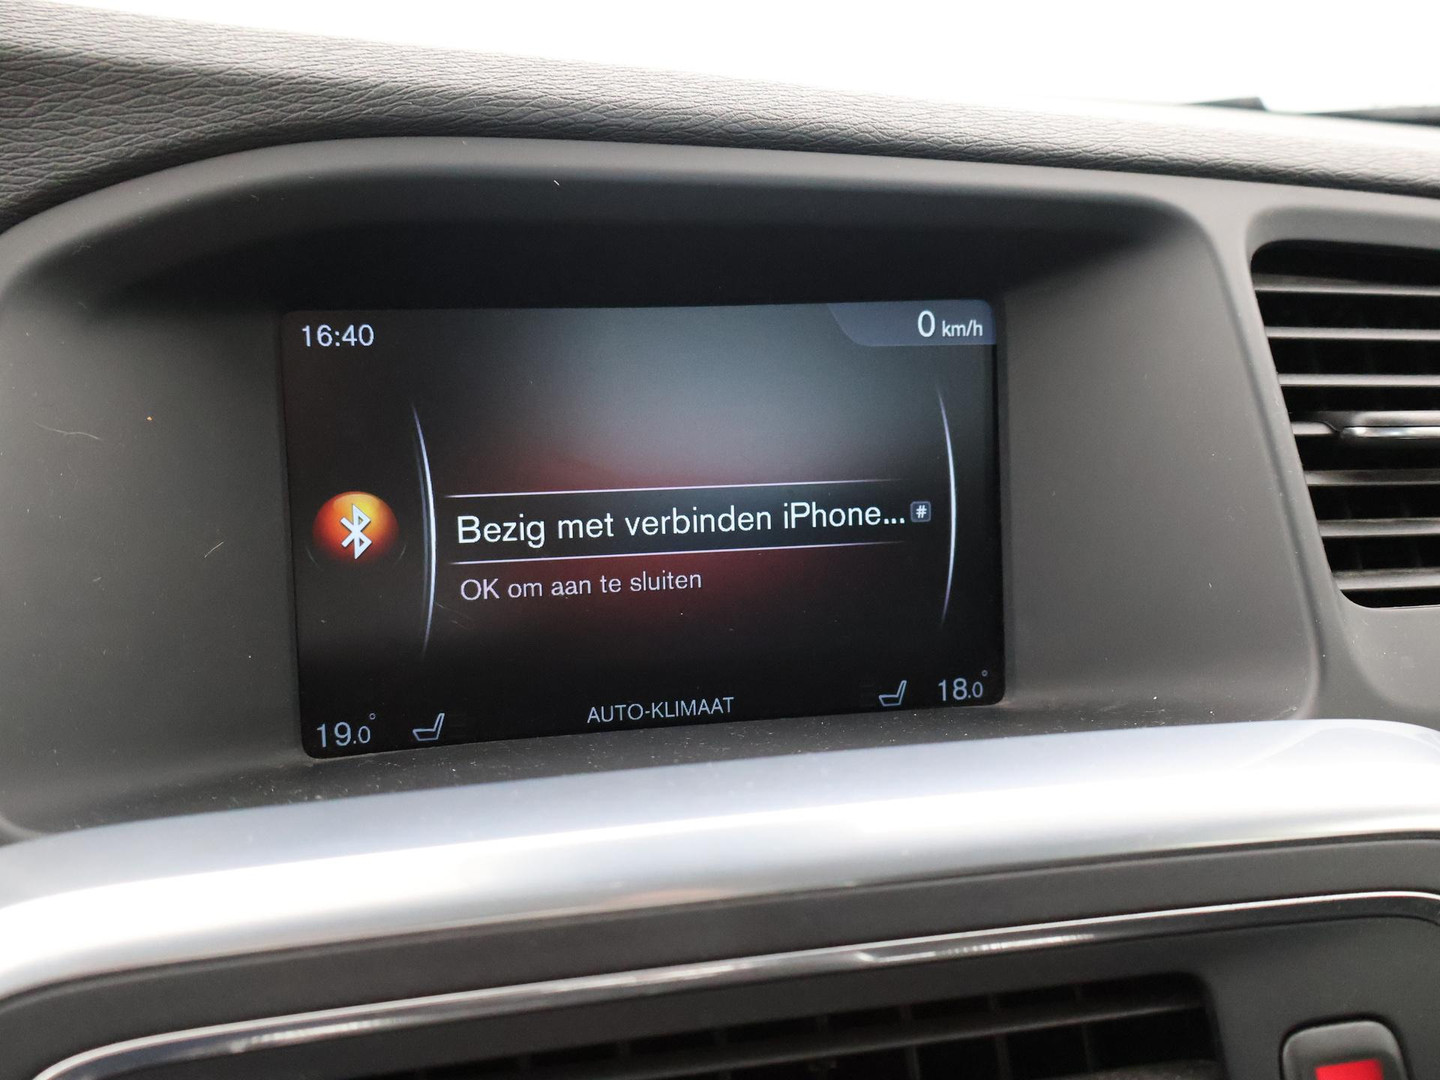 16:40
0 km/h
Bezig met verbinden iPhone... #
OK om aan te sluiten
19.0°
AUTO-KLIMAAT
18.0°